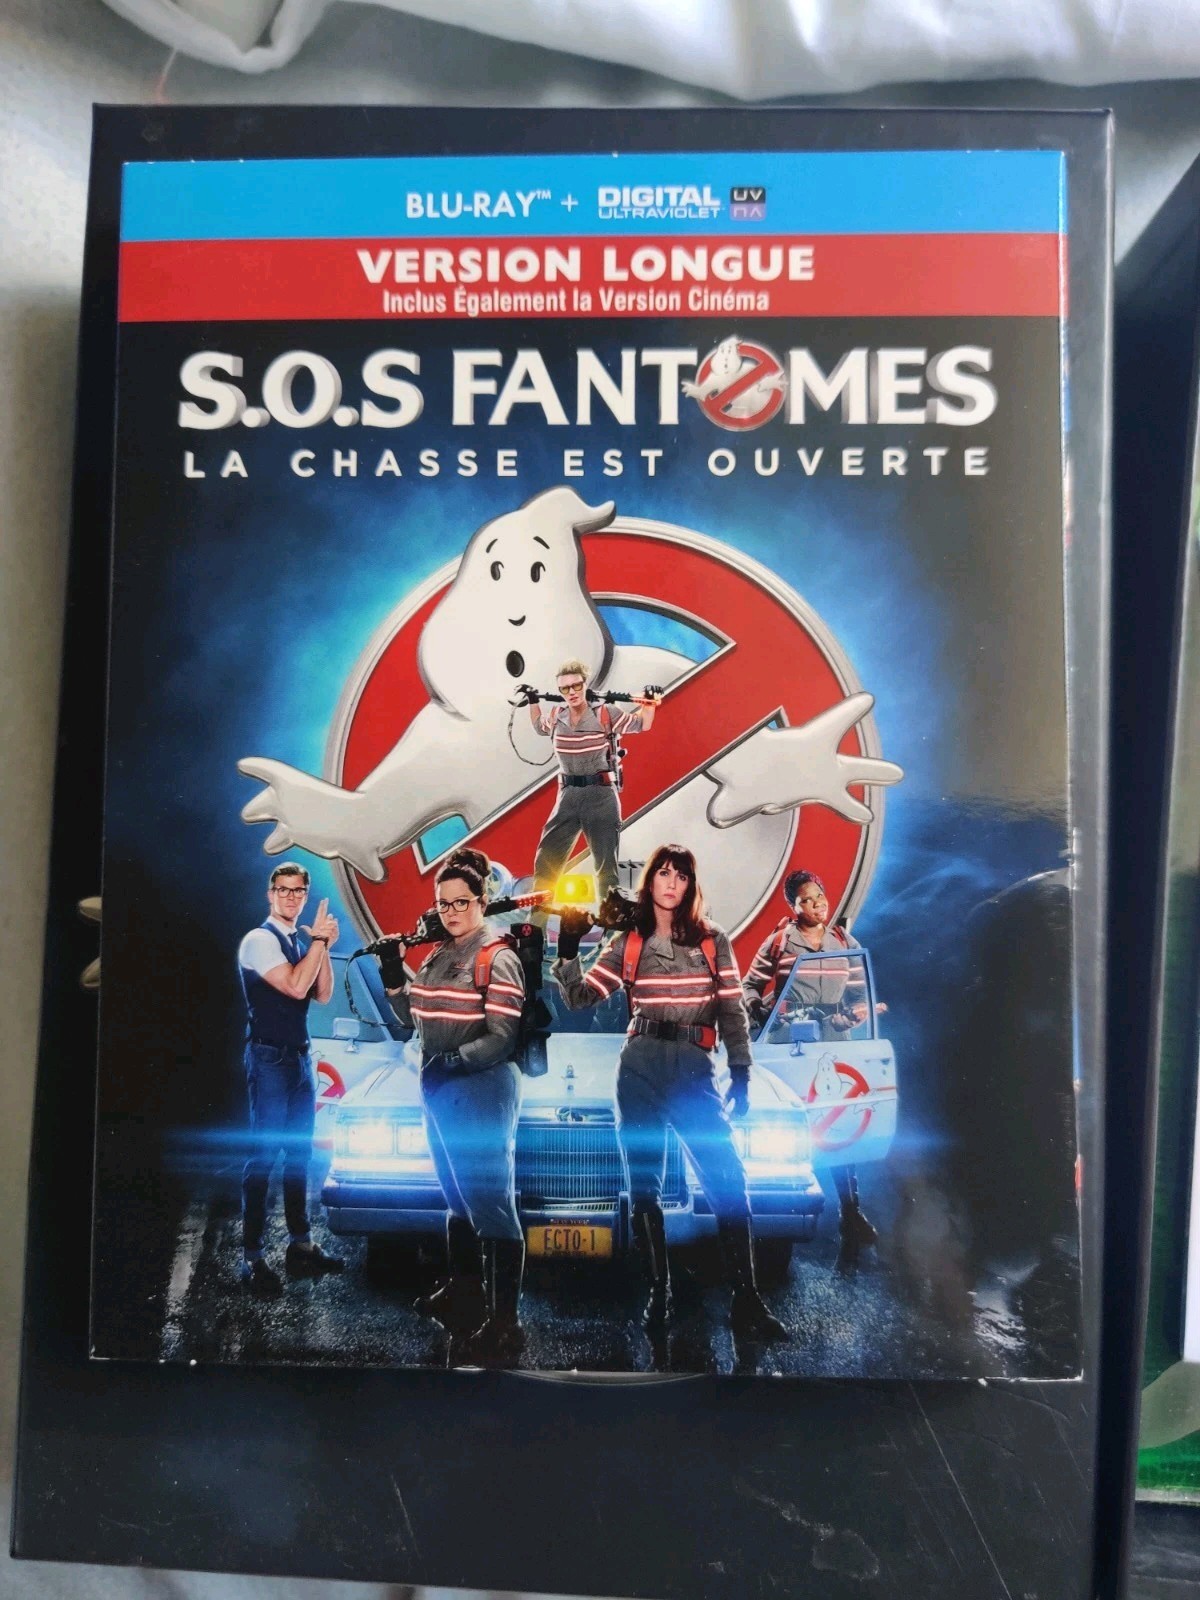 BLU-RAY™ + DIGITAL ULTRAVIOLET UV
VERSION LONGUE
Inclus Également la Version Cinéma
S.O.S FANTOMES
LA CHASSE EST OUVERTE
ECTO-1